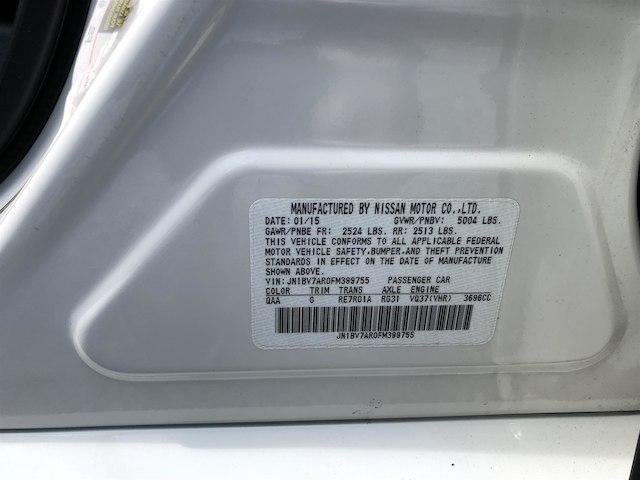 MANUFACTURED BY NISSAN MOTOR CO.,LTD.
DATE: 01/15 GVWR/PNBV: 5004 LBS.
GAWR/PNBE FR: 2524 LBS. RR: 2513 LBS.
THIS VEHICLE CONFORMS TO ALL APPLICABLE FEDERAL
MOTOR VEHICLE SAFETY,BUMPER,AND THEFT PREVENTION
STANDARDS IN EFFECT ON THE DATE OF MANUFACTURE
SHOWN ABOVE.
VIN:JN1BV7AR0FM399755 PASSENGER CAR
COLOR TRIM TRANS AXLE ENGINE
QAA G RE7R01A RG31 VQ37(VHR) 3696CC
JN1BV7AR0FM399755